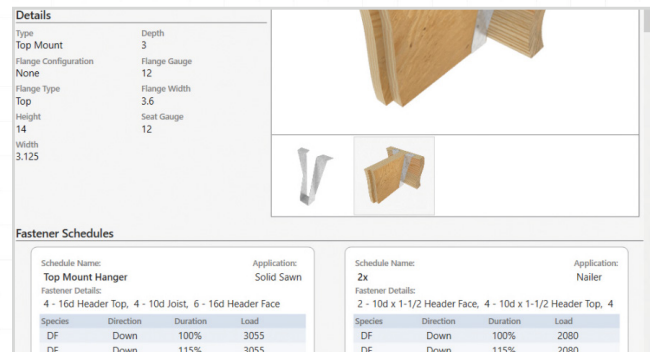 Details
Type Depth
Top Mount 3
Flange Configuration Flange Gauge
None 12
Flange Type Flange Width
Top 3.6
Height Seat Gauge
14 12
Width
3.125
Fastener Schedules
Schedule Name: Application:
Top Mount Hanger Solid Sawn
Fastener Details:
4 - 16d Header Top, 4 - 10d Joist, 6 - 16d Header Face
Species Direction Duration Load
DF Down 100% 3055
DF Down 115% 3055
Schedule Name: Application:
2x Nailer
Fastener Details:
2 - 10d x 1-1/2 Header Face, 4 - 10d x 1-1/2 Header Top, 4
Species Direction Duration Load
DF Down 100% 2080
DF Down 115% 2080